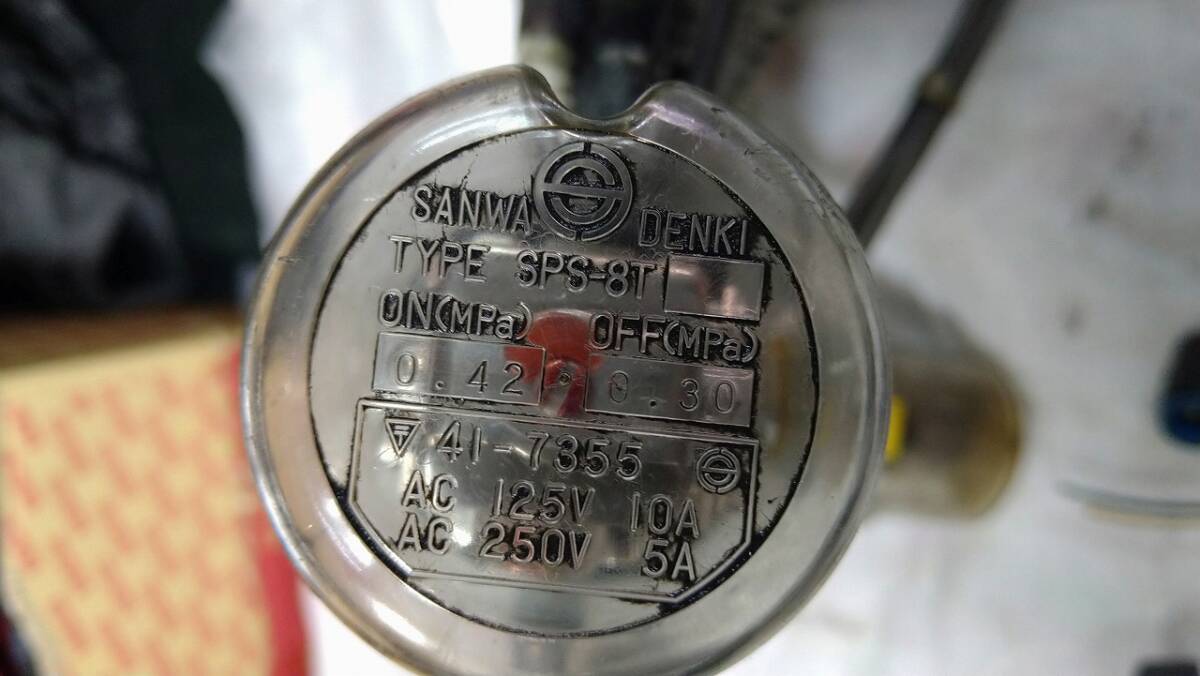 SANWA DENKI
TYPE SPS-8T
ON(MPa) OFF(MPa)
0.42 0.30
41-7355
AC 125V 10A
AC 250V 5A